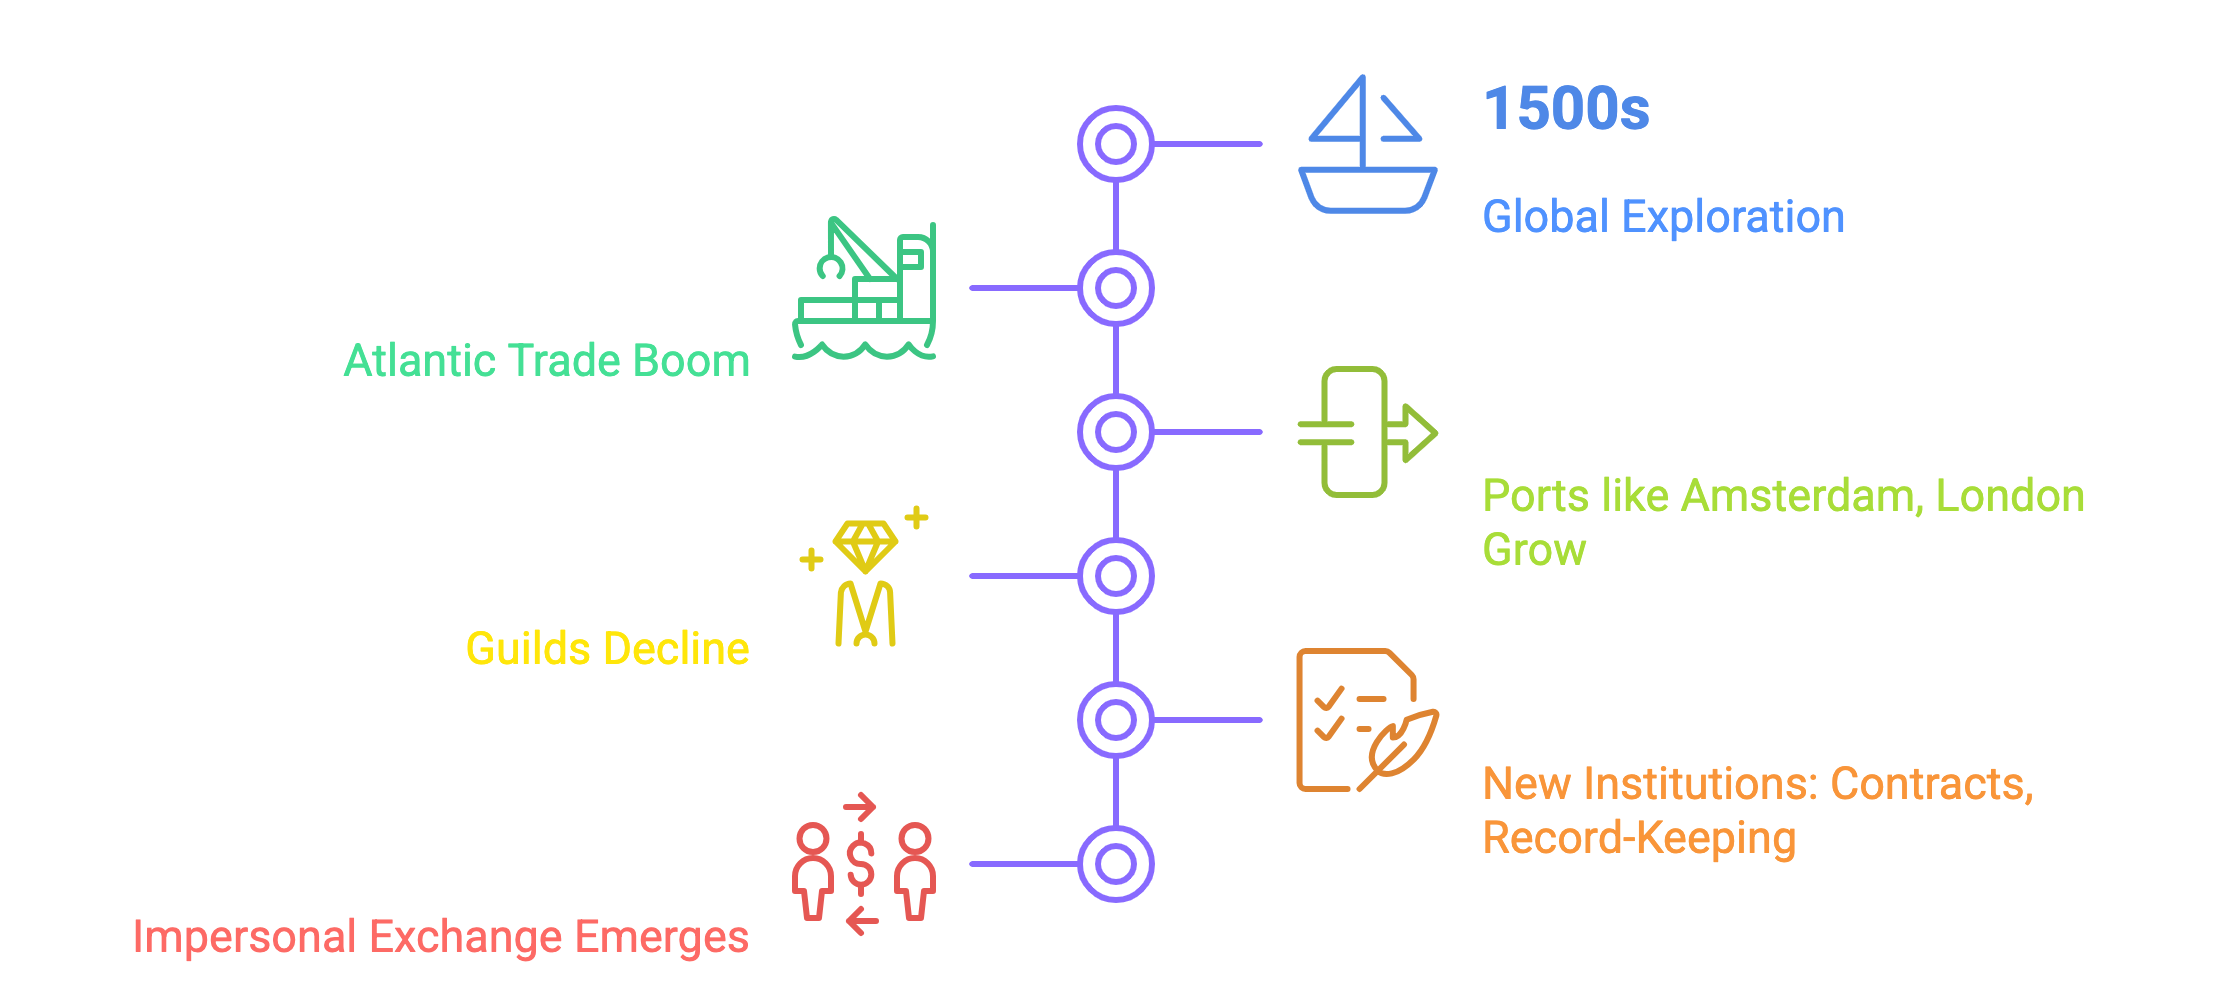 1500s
Global Exploration
Atlantic Trade Boom
Ports like Amsterdam, London
Grow
Guilds Decline
New Institutions: Contracts,
Record-Keeping
Impersonal Exchange Emerges